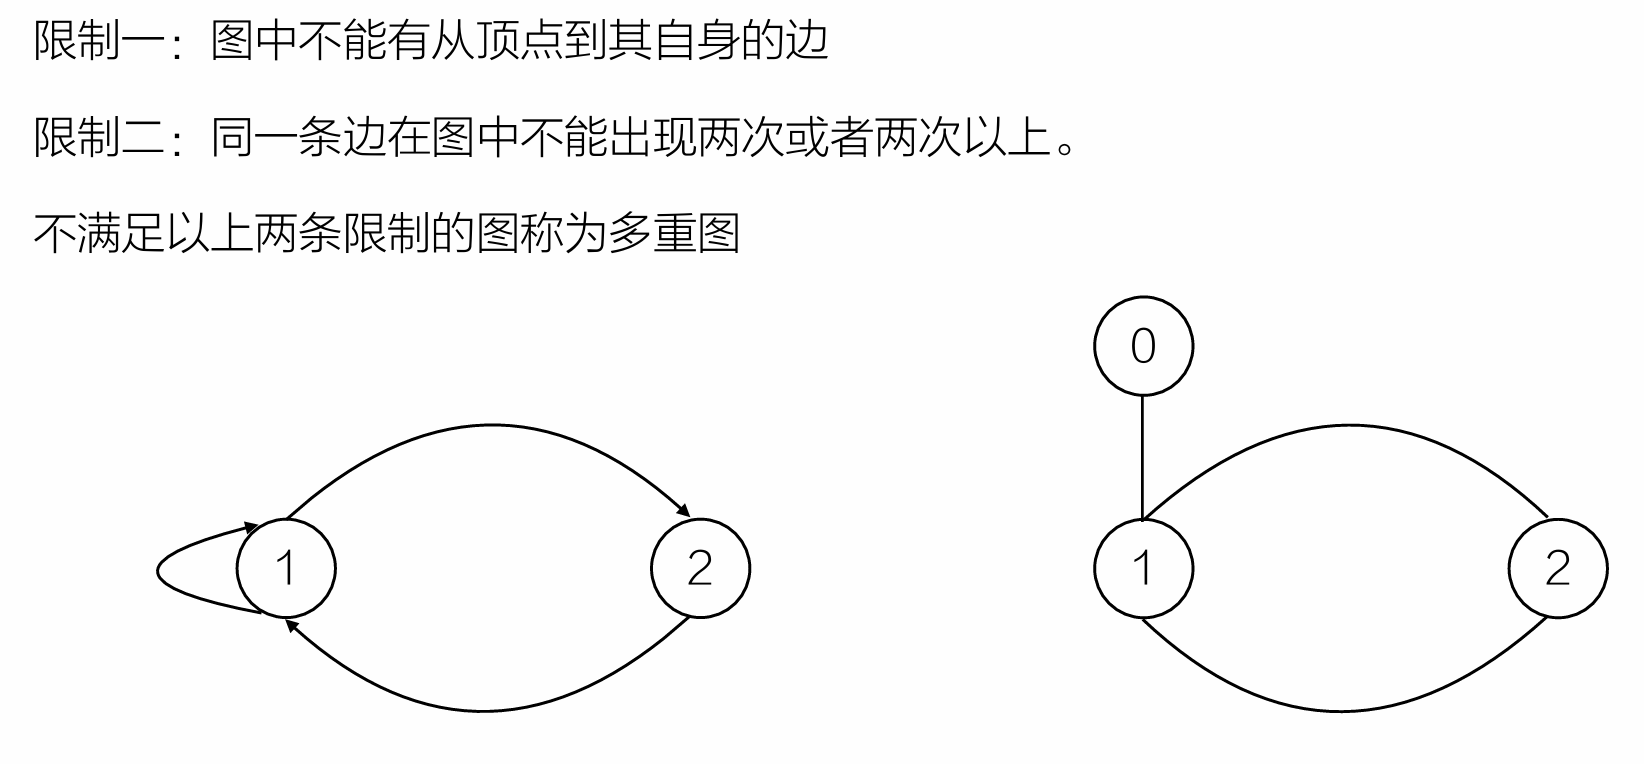 限制一：图中不能有从顶点到其自身的边
限制二：同一条边在图中不能出现两次或者两次以上。
不满足以上两条限制的图称为多重图
0
1
2
1
2